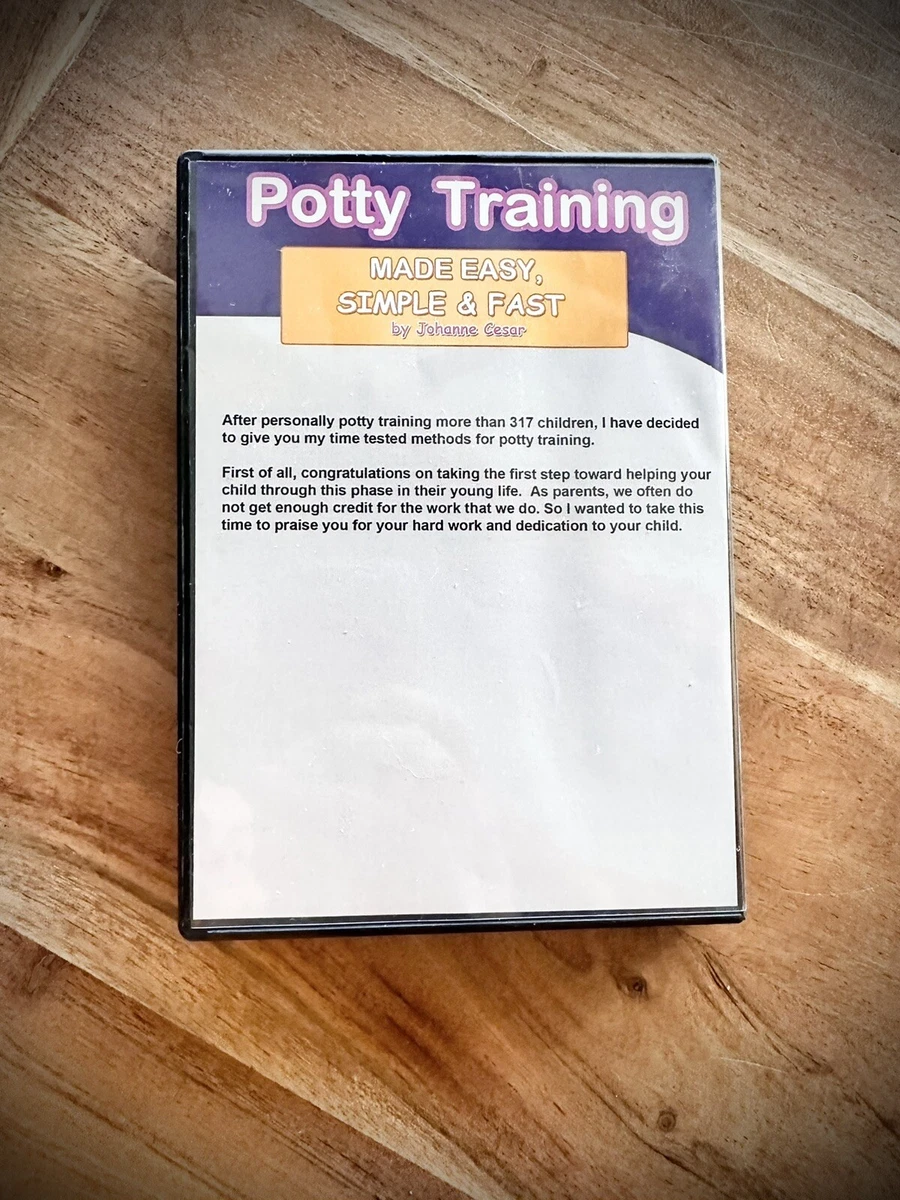 Potty Training
MADE EASY,
SIMPLE & FAST
by Johanne Cesar
After personally potty training more than 317 children, I have decided
to give you my time tested methods for potty training.
First of all, congratulations on taking the first step toward helping your
child through this phase in their young life.  As parents, we often do
not get enough credit for the work that we do. So I wanted to take this
time to praise you for your hard work and dedication to your child.